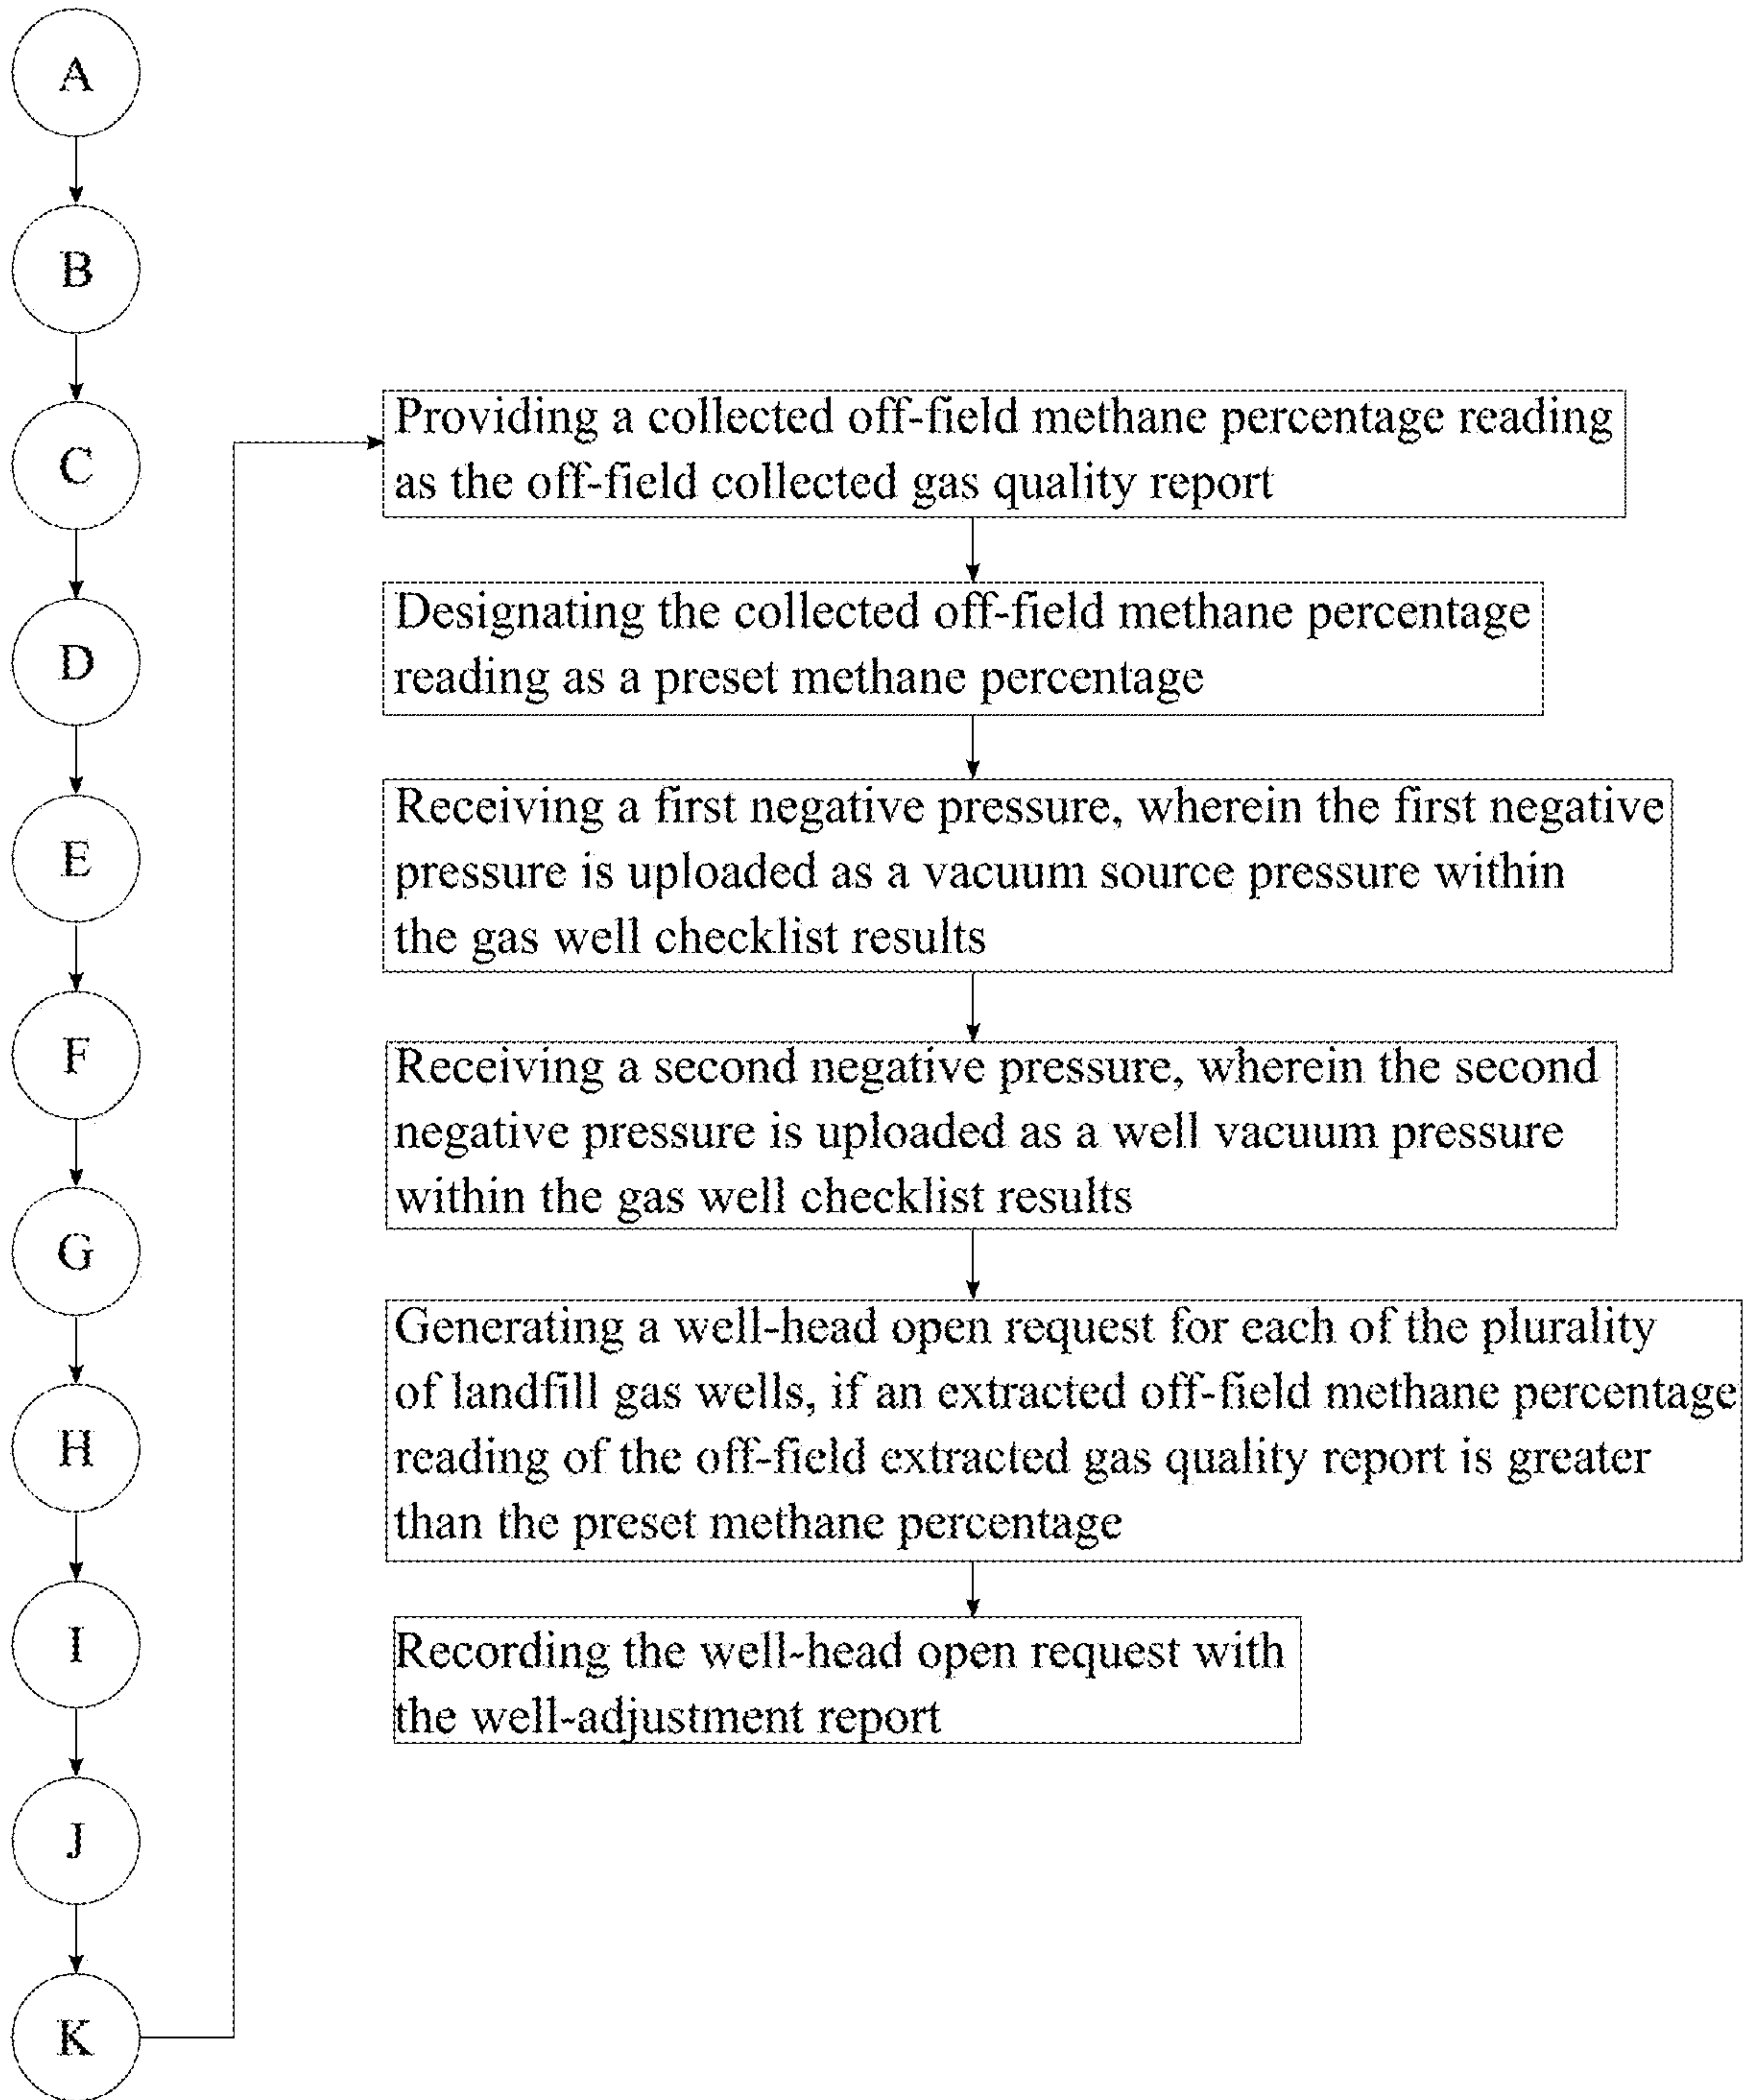 A
B
C
D
E
F
G
H
I
J
K
Providing a collected off-field methane percentage reading
as the off-field collected gas quality report
Designating the collected off-field methane percentage
reading as a preset methane percentage
Receiving a first negative pressure, wherein the first negative
pressure is uploaded as a vacuum source pressure within
the gas well checklist results
Receiving a second negative pressure, wherein the second
negative pressure is uploaded as a well vacuum pressure
within the gas well checklist results
Generating a well-head open request for each of the plurality
of landfill gas wells, if an extracted off-field methane percentage
reading of the off-field extracted gas quality report is greater
than the preset methane percentage
Recording the well-head open request with
the well-adjustment report